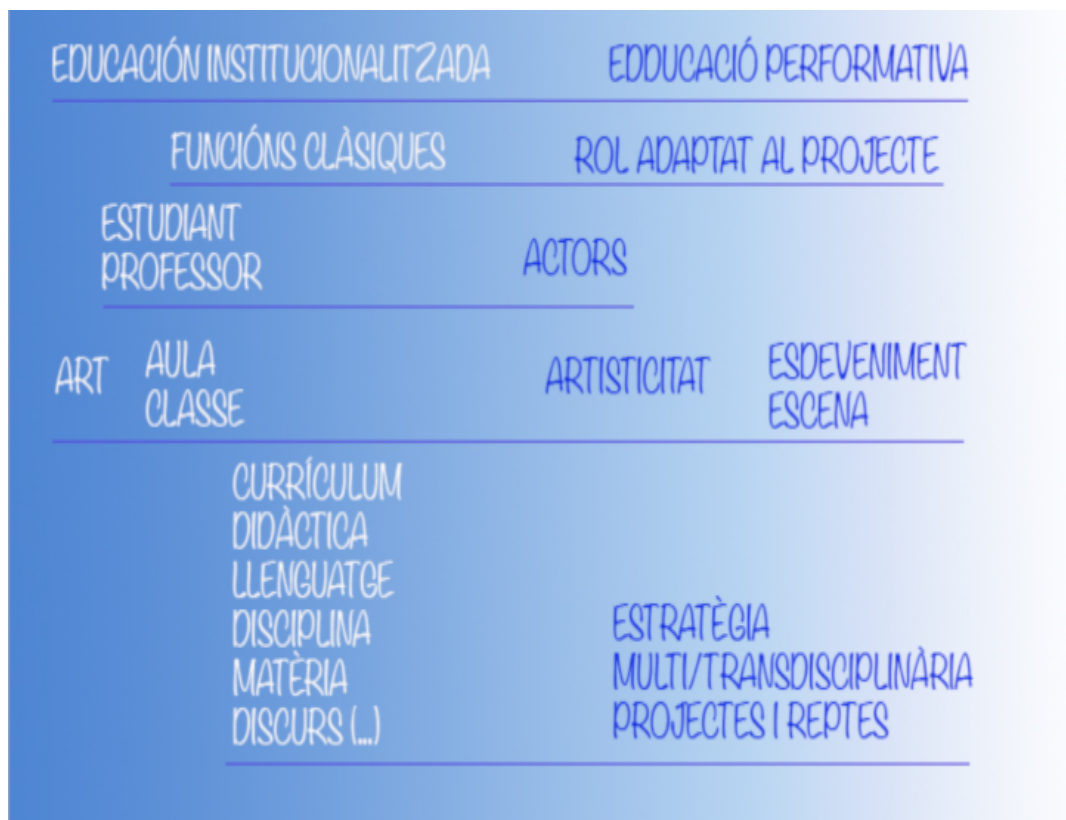 EDUCACIÓN INSTITUCIONALITZADA EDDUCACIÓ PERFORMATIVA
FUNCIÓNS CLÀSIQUES ROL ADAPTAT AL PROJECTE
ESTUDIANT
PROFESSOR
ACTORS
ART
AULA
CLASSE
ARTISTICITAT
ESDEVENIMENT
ESCENA
CURRÍCULUM
DIDÀCTICA
LLENGUATGE
DISCIPLINA
MATÈRIA
DISCURS (...)
ESTRATÈGIA
MULTI/TRANSDISCIPLINÀRIA
PROJECTES I REPTES